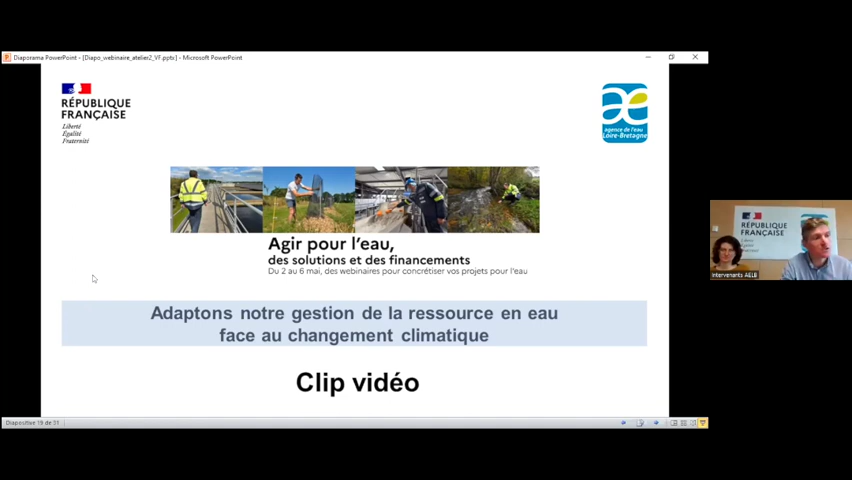 Diaporama PowerPoint - [Diapo_webinaire_atelier2_VF.pptx] - Microsoft PowerPoint
RÉPUBLIQUE
FRANÇAISE
Liberté
Égalité
Fraternité
agence de l'eau
Loire-Bretagne
Agir pour l'eau,
des solutions et des financements
Du 2 au 6 mai, des webinaires pour concrétiser vos projets pour l'eau
Adaptons notre gestion de la ressource en eau
face au changement climatique
Clip vidéo
Diapositive 19 de 31
RÉPUBLIQUE
FRANÇAISE
Intervenants AELB